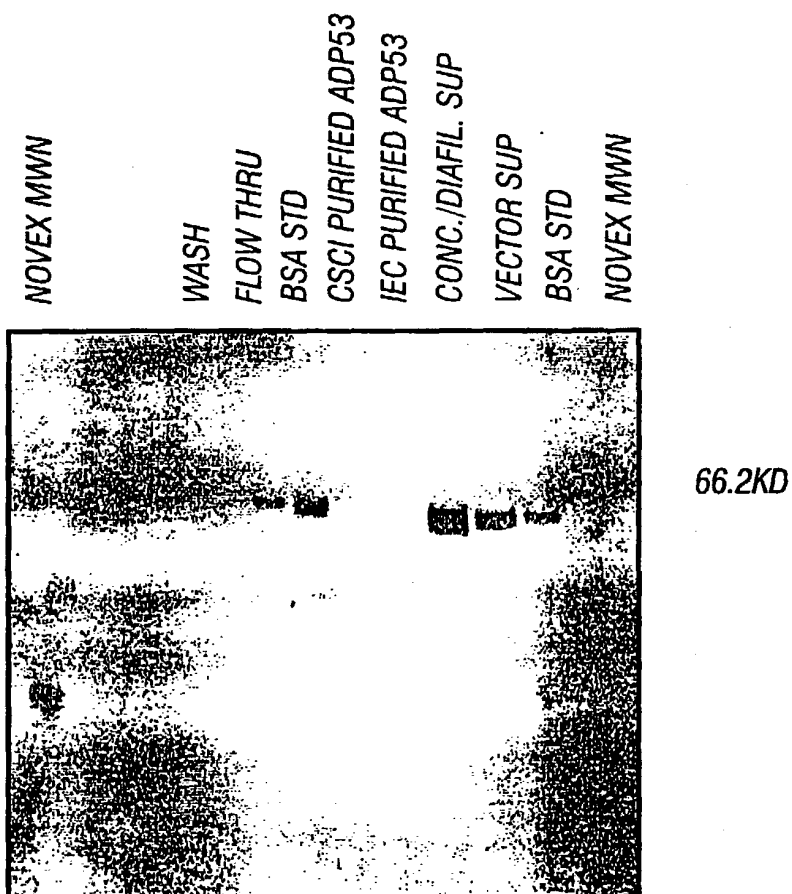 NOVEX MWN
WASH
FLOW THRU
BSA STD
CSCI PURIFIED ADP53
IEC PURIFIED ADP53
CONC./DIAFIL. SUP
VECTOR SUP
BSA STD
NOVEX MWN
66.2KD